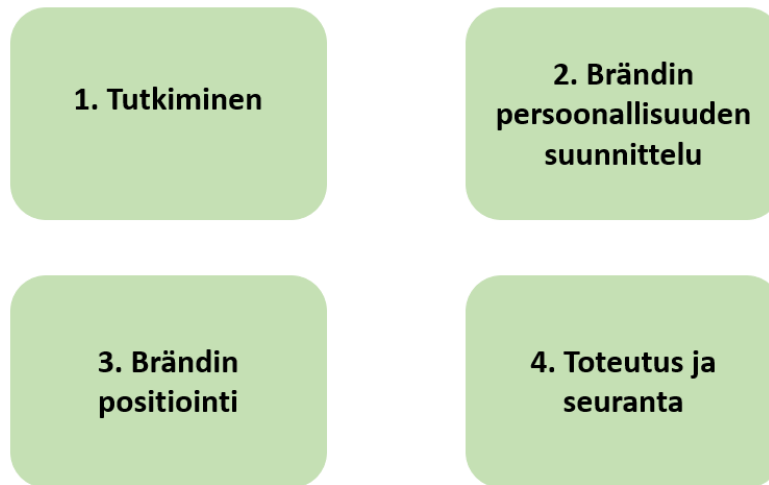 1. Tutkiminen
2. Brändin
persoonallisuuden
suunnittelu
3. Brändin
positiointi
4. Toteutus ja
seuranta